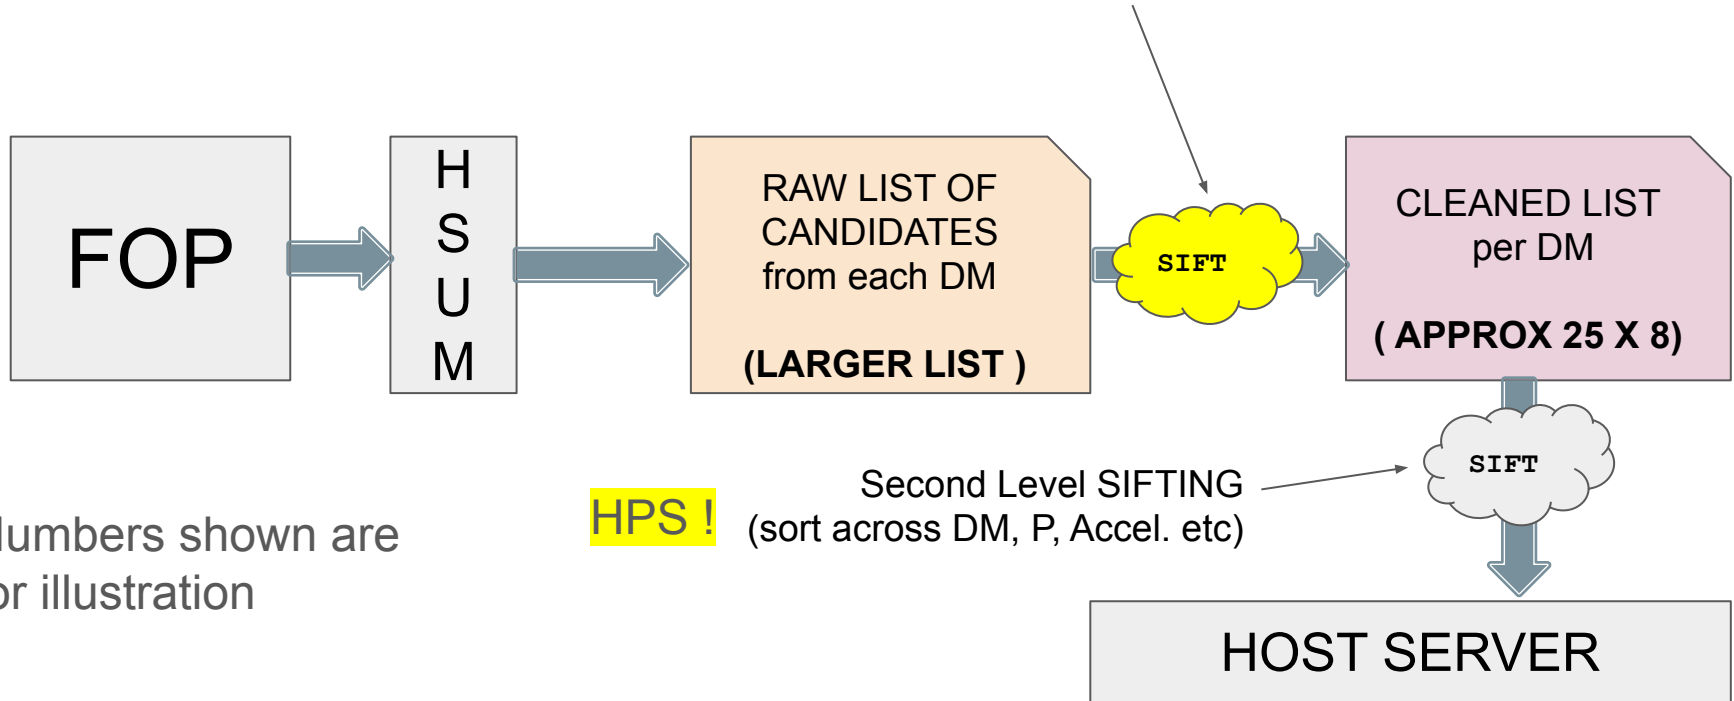 FOP
H
S
U
M
RAW LIST OF
CANDIDATES
from each DM
(LARGER LIST )
SIFT
CLEANED LIST
per DM
( APPROX 25 X 8)
SIFT
Second Level SIFTING
(sort across DM, P, Accel. etc)
HPS !
shown are
illustration
HOST SERVER